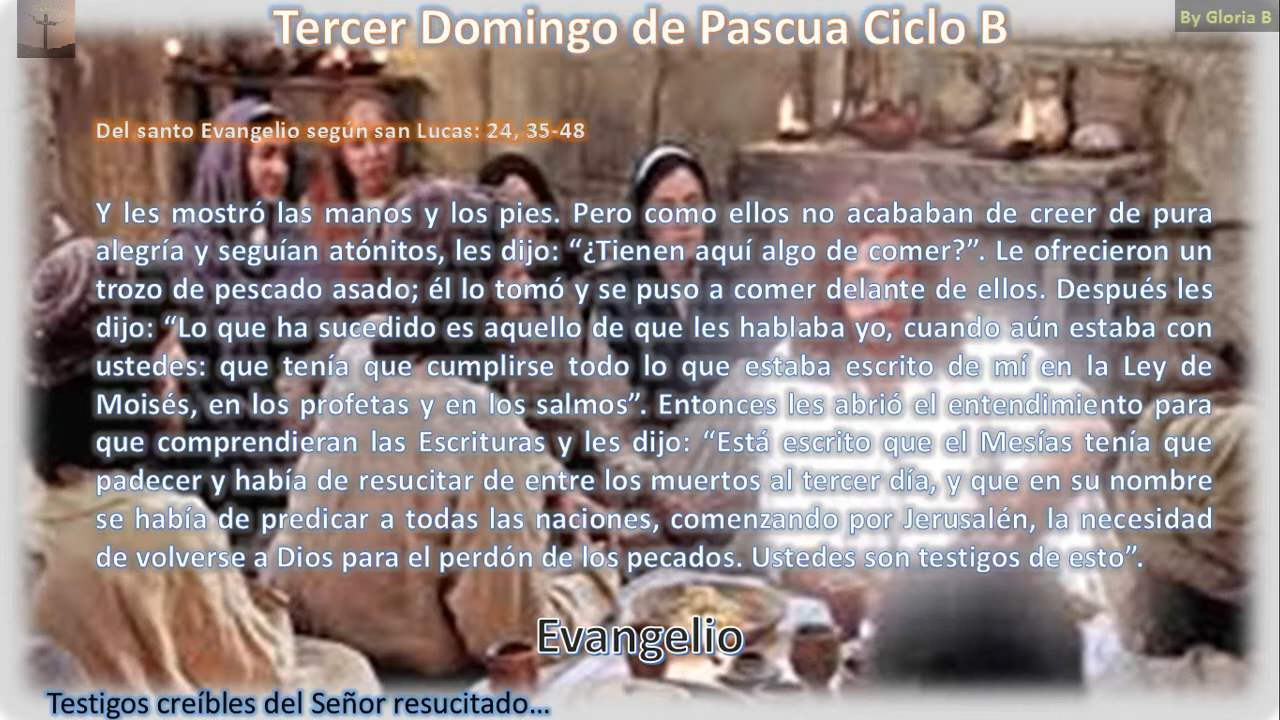 Tercer Domingo de Pascua Ciclo B
By Gloria B
Del santo Evangelio según san Lucas: 24, 35-48
Y les mostró las manos y los pies. Pero como ellos no acababan de creer de pura
alegría y seguían atónitos, les dijo: “¿Tienen aquí algo de comer?”. Le ofrecieron un
trozo de pescado asado; él lo tomó y se puso a comer delante de ellos. Después les
dijo: “Lo que ha sucedido es aquello de que les hablaba yo, cuando aún estaba con
ustedes: que tenía que cumplirse todo lo que estaba escrito de mí en la Ley de
Moisés, en los profetas y en los salmos”. Entonces les abrió el entendimiento para
que comprendieran las Escrituras y les dijo: “Está escrito que el Mesías tenía que
padecer y había de resucitar de entre los muertos al tercer día, y que en su nombre
se había de predicar a todas las naciones, comenzando por Jerusalén, la necesidad
de volverse a Dios para el perdón de los pecados. Ustedes son testigos de esto”.
Evangelio
Testigos creíbles del Señor resucitado…